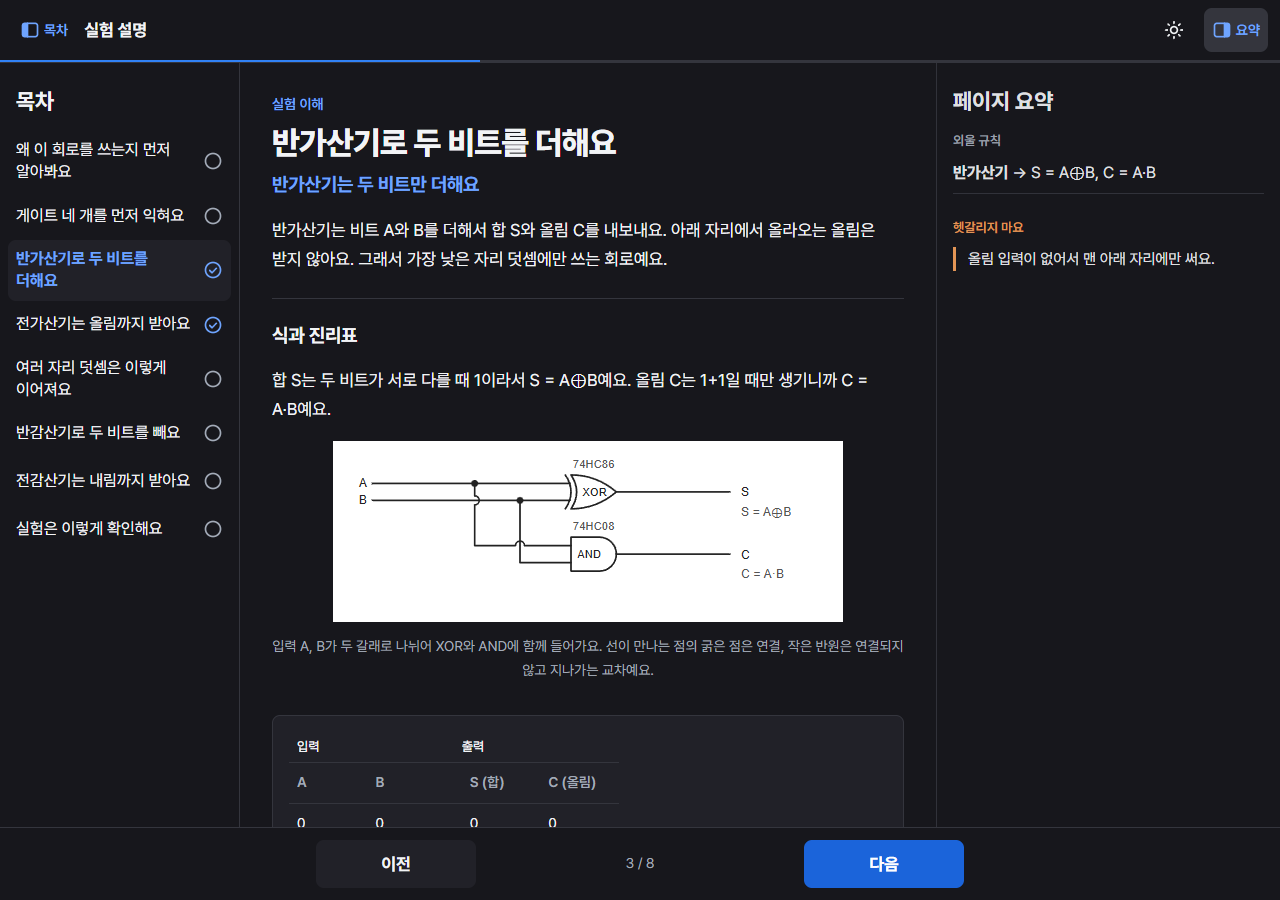 목차
실험 설명
요약
목차
왜 이 회로를 쓰는지 먼저
알아봐요
게이트 네 개를 먼저 익혀요
반가산기로 두 비트를
더해요
전가산기는 올림까지 받아요
여러 자리 덧셈은 이렇게
이어져요
반감산기로 두 비트를 빼요
전감산기는 내림까지 받아요
실험은 이렇게 확인해요
실험 이해
반가산기로 두 비트를 더해요
반가산기는 두 비트만 더해요
반가산기는 비트 A와 B를 더해서 합 S와 올림 C를 내보내요. 아래 자리에서 올라오는 올림은
받지 않아요. 그래서 가장 낮은 자리 덧셈에만 쓰는 회로예요.
식과 진리표
합 S는 두 비트가 서로 다를 때 1이라서 S = A⊕B예요. 올림 C는 1+1일 때만 생기니까 C =
A·B예요.
74HC86
A
B
XOR
S
S = A⊕B
74HC08
AND
C
C = A·B
입력 A, B가 두 갈래로 나뉘어 XOR와 AND에 함께 들어가요. 선이 만나는 점의 굵은 점은 연결, 작은 반원은 연결되지
않고 지나가는 교차예요.
입력 출력
A B S (합) C (올림)
0 0 0 0
페이지 요약
외울 규칙
반가산기 → S = A⊕B, C = A·B
헷갈리지 마요
올림 입력이 없어서 맨 아래 자리에만 써요.
이전
3 / 8
다음